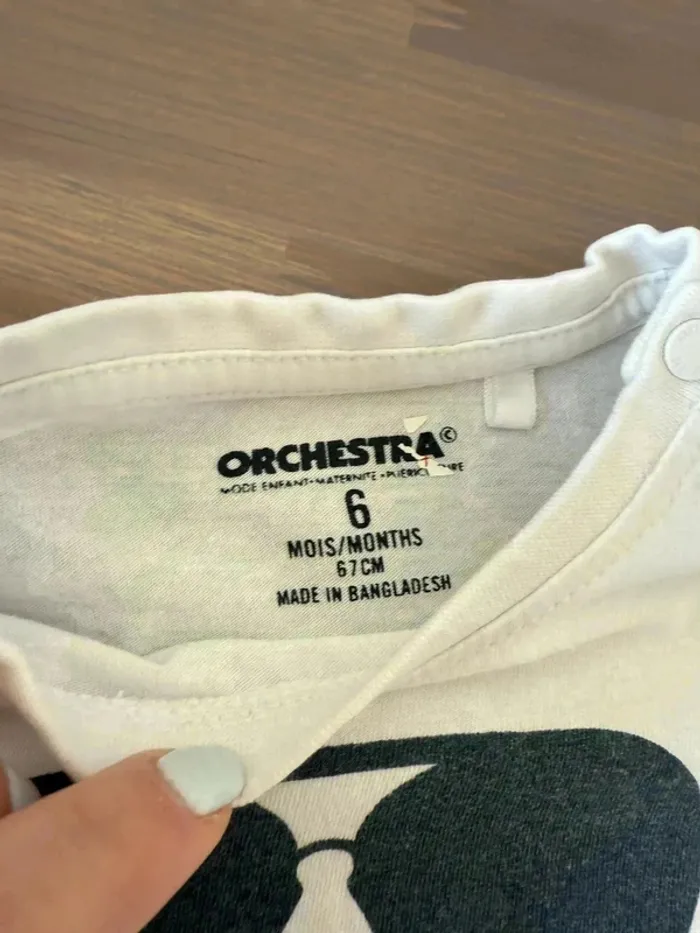 ORCHESTRA©
MODE ENFANT•MATERNITE•
6
MOIS/MONTHS
67CM
MADE IN BANGLADESH